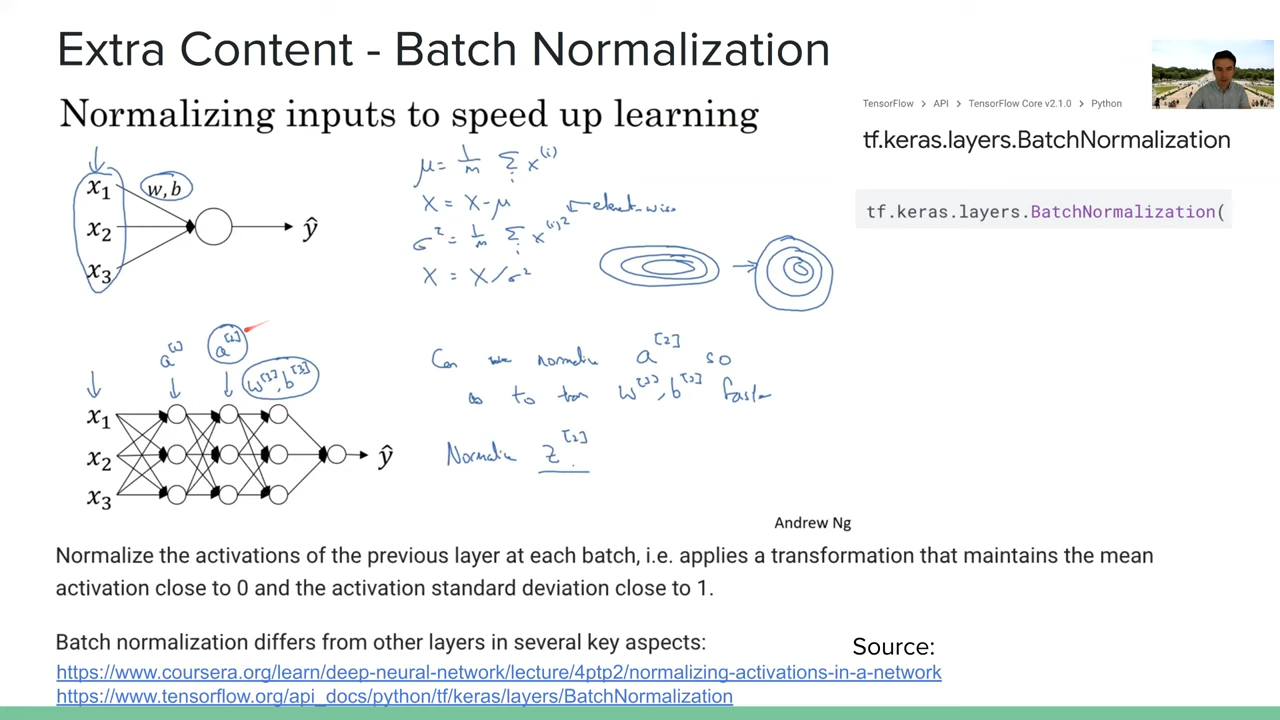 Extra Content - Batch Normalization
Normalizing inputs to speed up learning
TensorFlow > API > TensorFlow Core v2.1.0 > Python
tf.keras.layers.BatchNormalization
tf.keras.layers.BatchNormalization(
x₁
w, b
x₂
x₃
ŷ
μ = 1/m Σᵢ x⁽ⁱ⁾
X = X - μ
σ² = 1/m Σᵢ x⁽ⁱ⁾²
X = X/σ²
a^[1]
a^[2]
w^[3], b^[3]
x₁
x₂
x₃
ŷ
Can we normalize a^[2] so
as to train w^[3], b^[3] faster
Normalize z^[2]
Andrew Ng
Normalize the activations of the previous layer at each batch, i.e. applies a transformation that maintains the mean
activation close to 0 and the activation standard deviation close to 1.
Batch normalization differs from other layers in several key aspects:
Source:
https://www.coursera.org/learn/deep-neural-network/lecture/4ptp2/normalizing-activations-in-a-network
https://www.tensorflow.org/api_docs/python/tf/keras/layers/BatchNormalization